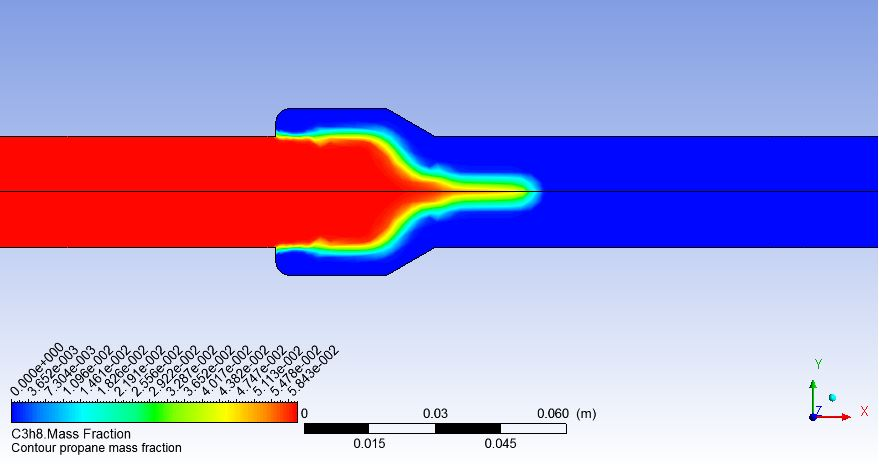 0.000e+000
3.652e-003
7.304e-003
1.096e-002
1.461e-002
1.826e-002
2.191e-002
2.556e-002
2.922e-002
3.287e-002
3.652e-002
4.017e-002
4.382e-002
4.747e-002
5.113e-002
5.478e-002
5.843e-002
C3h8.Mass Fraction
Contour propane mass fraction
0 0.03 0.060 (m)
0.015 0.045
Y
Z X